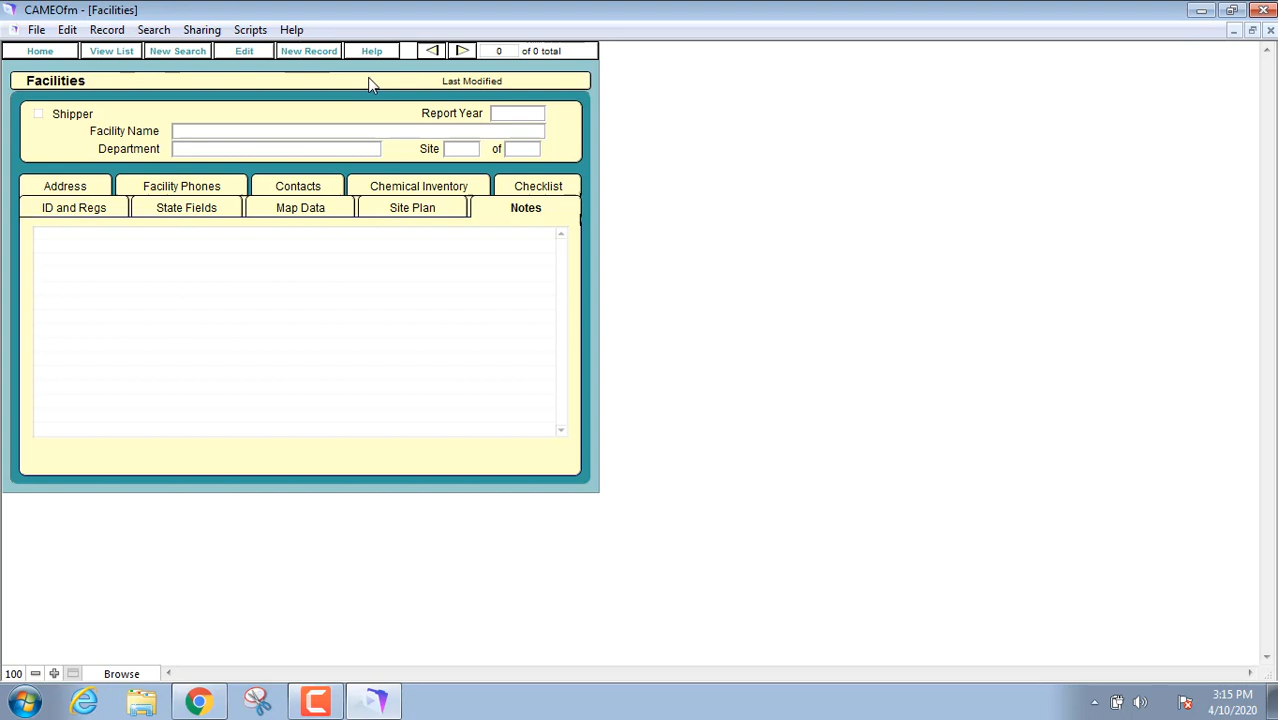 CAMEOfm - [Facilities]
File Edit Record Search Sharing Scripts Help
Home View List New Search Edit New Record Help 0 of 0 total
Facilities Last Modified
Shipper Report Year
Facility Name
Department Site of
Address Facility Phones Contacts Chemical Inventory Checklist
ID and Regs State Fields Map Data Site Plan Notes
100 Browse
3:15 PM
4/10/2020